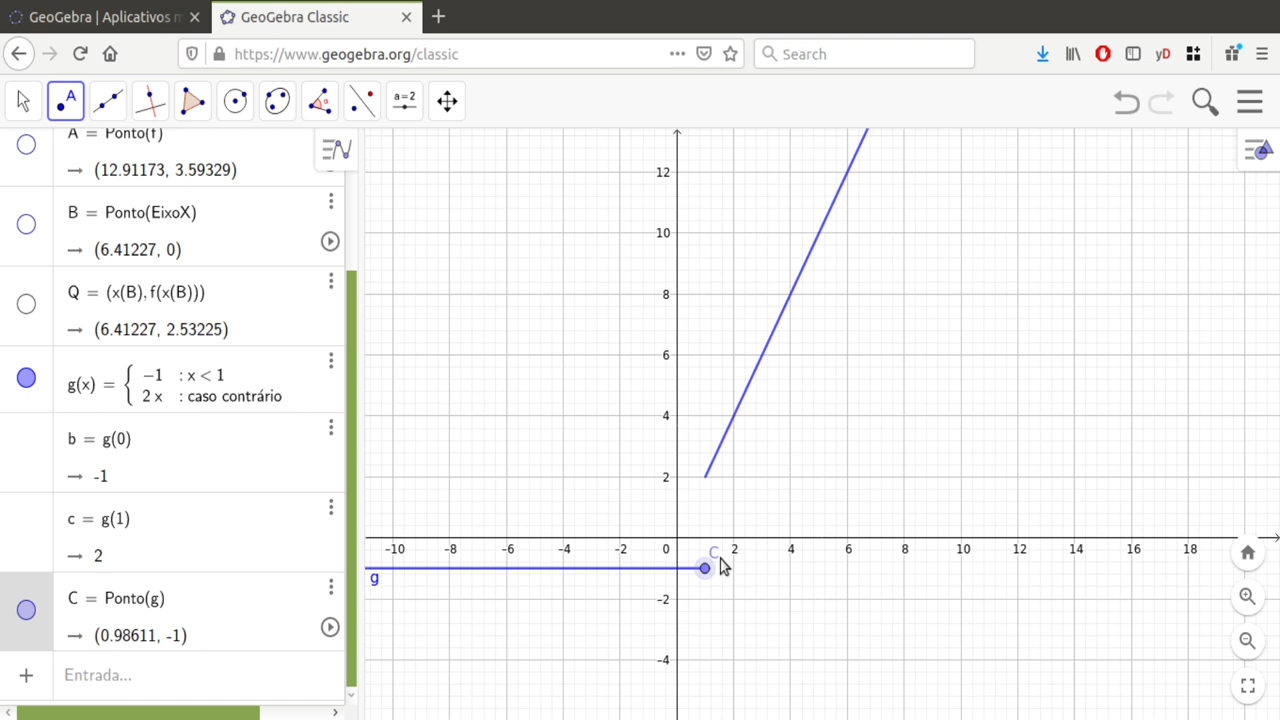 GeoGebra | Aplicativos m
GeoGebra Classic
https://www.geogebra.org/classic
Search
yD
A
α
a=2
A = Ponto(f)
→ (12.91173, 3.59329)
B = Ponto(EixoX)
→ (6.41227, 0)
Q = (x(B), f(x(B)))
→ (6.41227, 2.53225)
g(x) = { −1 : x < 1
2 x : caso contrário
b = g(0)
→ -1
c = g(1)
→ 2
C = Ponto(g)
→ (0.98611, -1)
+ Entrada...
12
10
8
6
4
2
-10 -8 -6 -4 -2 0 2 4 6 8 10 12 14 16 18
C
g
-2
-4